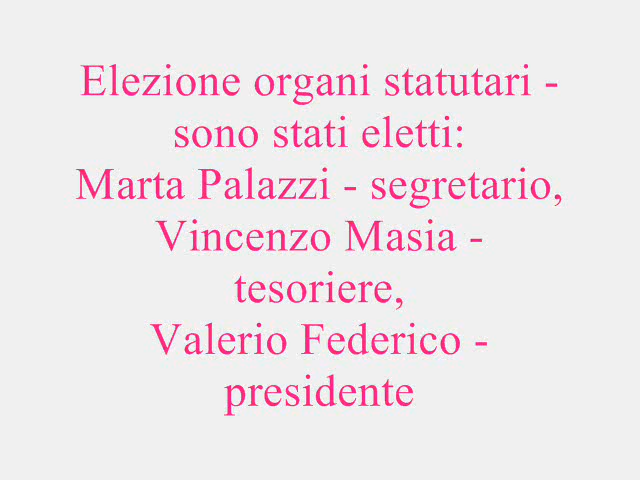 Elezione organi statutari -
sono stati eletti:
Marta Palazzi - segretario,
Vincenzo Masia -
tesoriere,
Valerio Federico -
presidente